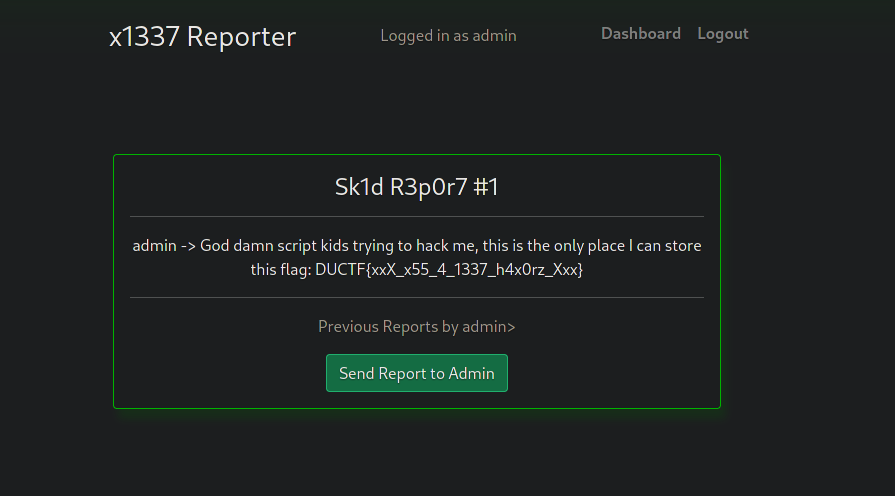 x1337 Reporter
Logged in as admin
Dashboard
Logout
Sk1d R3p0r7 #1
admin -> God damn script kids trying to hack me, this is the only place I can store
this flag: DUCTF{xxX_x55_4_1337_h4x0rz_Xxx}
Previous Reports by admin>
Send Report to Admin